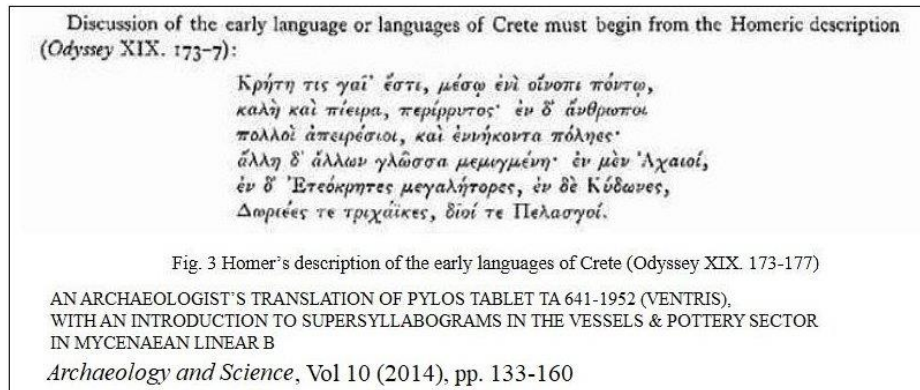 Discussion of the early language or languages of Crete must begin from the Homeric description
(Odyssey XIX. 173–7):
Κρήτη τις γαῖ' ἔστι, μέσῳ ἐνὶ οἴνοπι πόντῳ,
καλὴ καὶ πίειρα, περίρρυτος· ἐν δ' ἄνθρωποι
πολλοὶ ἀπειρέσιοι, καὶ ἐννήκοντα πόληες·
ἄλλη δ' ἄλλων γλῶσσα μεμιγμένη· ἐν μὲν Ἀχαιοί,
ἐν δ' Ἐτεόκρητες μεγαλήτορες, ἐν δὲ Κύδωνες,
Δωριέες τε τριχάϊκες, δῖοί τε Πελασγοί.
Fig. 3 Homer's description of the early languages of Crete (Odyssey XIX. 173-177)
AN ARCHAEOLOGIST'S TRANSLATION OF PYLOS TABLET TA 641-1952 (VENTRIS),
WITH AN INTRODUCTION TO SUPERSYLLABOGRAMS IN THE VESSELS & POTTERY SECTOR
IN MYCENAEAN LINEAR B
Archaeology and Science, Vol 10 (2014), pp. 133-160